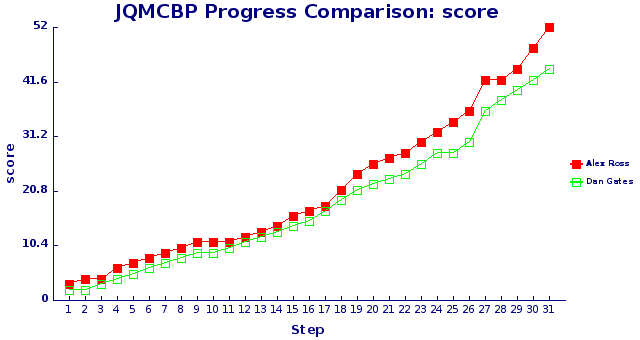 JQMCBP Progress Comparison: score
52
41.6
31.2
20.8
10.4
0
score
1 2 3 4 5 6 7 8 9 10 11 12 13 14 15 16 17 18 19 20 21 22 23 24 25 26 27 28 29 30 31
Step
Alex Ross
Dan Gates